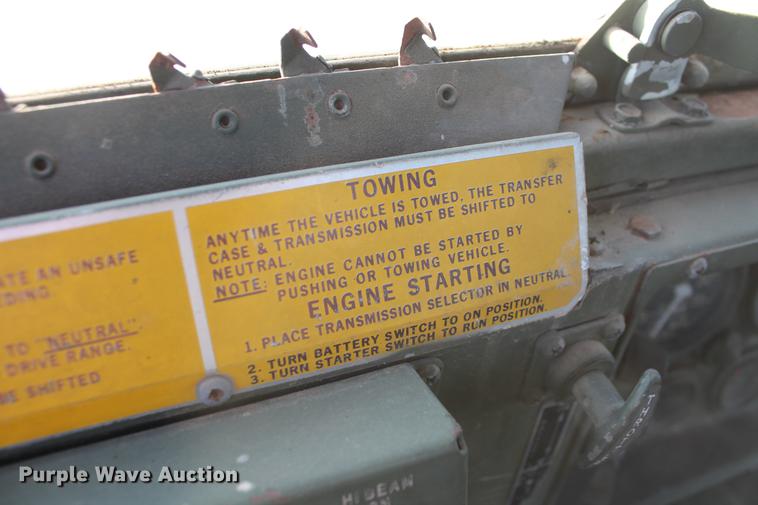 TOWING
ANYTIME THE VEHICLE IS TOWED, THE TRANSFER
CASE & TRANSMISSION MUST BE SHIFTED TO
NEUTRAL.
NOTE: ENGINE CANNOT BE STARTED BY
PUSHING OR TOWING VEHICLE.
ENGINE STARTING
1. PLACE TRANSMISSION SELECTOR IN NEUTRAL.
2. TURN BATTERY SWITCH TO ON POSITION.
3. TURN STARTER SWITCH TO RUN POSITION.
ATE AN UNSAFE
EDING
TO "NEUTRAL"
DRIVE RANGE.
BE SHIFTED
HI BEAM
Purple Wave Auction